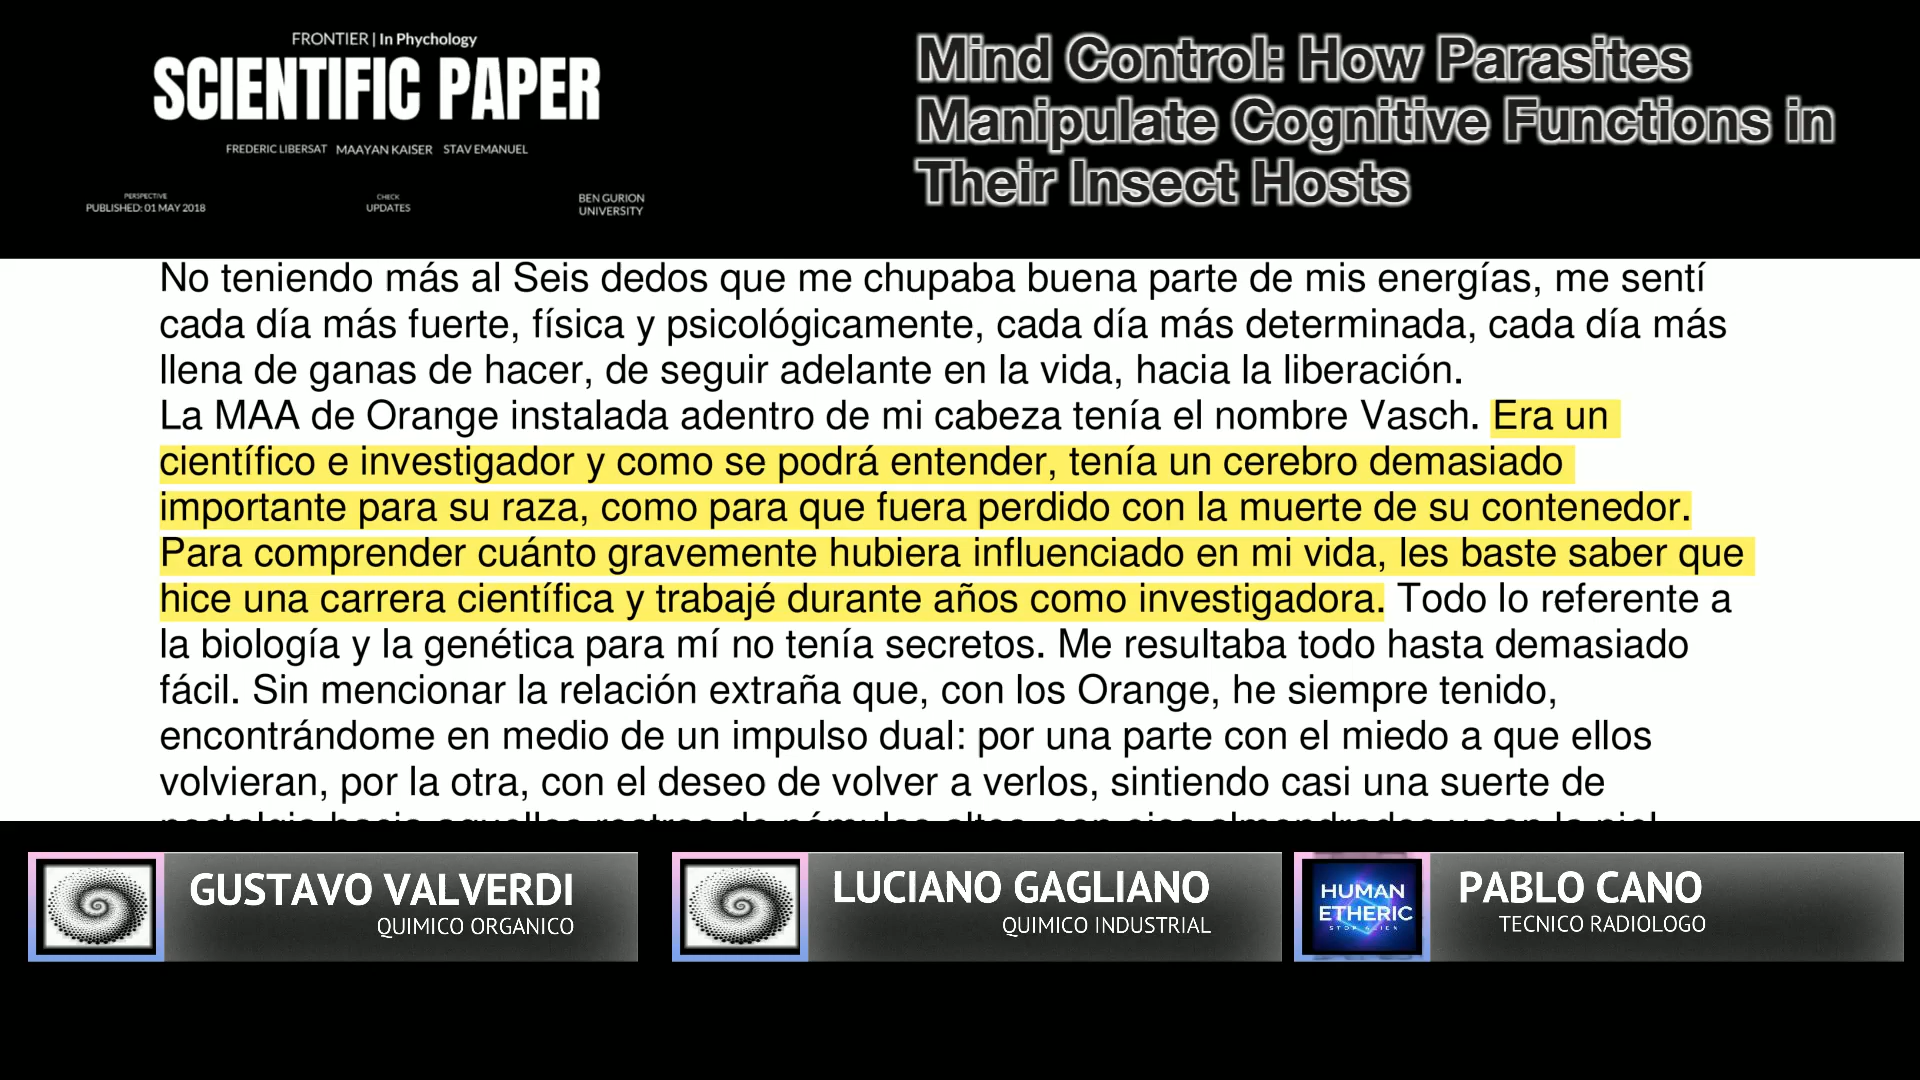 FRONTIER | In Phychology
SCIENTIFIC PAPER
FREDERIC LIBERSAT MAAYAN KAISER STAV EMANUEL
PERSPECTIVE
PUBLISHED: 01 MAY 2018
CHECK
UPDATES
BEN GURION
UNIVERSITY
Mind Control: How Parasites
Manipulate Cognitive Functions in
Their Insect Hosts
No teniendo más al Seis dedos que me chupaba buena parte de mis energías, me sentí
cada día más fuerte, física y psicológicamente, cada día más determinada, cada día más
llena de ganas de hacer, de seguir adelante en la vida, hacia la liberación.
La MAA de Orange instalada adentro de mi cabeza tenía el nombre Vasch. Era un
científico e investigador y como se podrá entender, tenía un cerebro demasiado
importante para su raza, como para que fuera perdido con la muerte de su contenedor.
Para comprender cuánto gravemente hubiera influenciado en mi vida, les baste saber que
hice una carrera científica y trabajé durante años como investigadora. Todo lo referente a
la biología y la genética para mí no tenía secretos. Me resultaba todo hasta demasiado
fácil. Sin mencionar la relación extraña que, con los Orange, he siempre tenido,
encontrándome en medio de un impulso dual: por una parte con el miedo a que ellos
volvieran, por la otra, con el deseo de volver a verlos, sintiendo casi una suerte de
GUSTAVO VALVERDI
QUIMICO ORGANICO
LUCIANO GAGLIANO
QUIMICO INDUSTRIAL
HUMAN
ETHERIC
STOP ALIEN
PABLO CANO
TECNICO RADIOLOGO